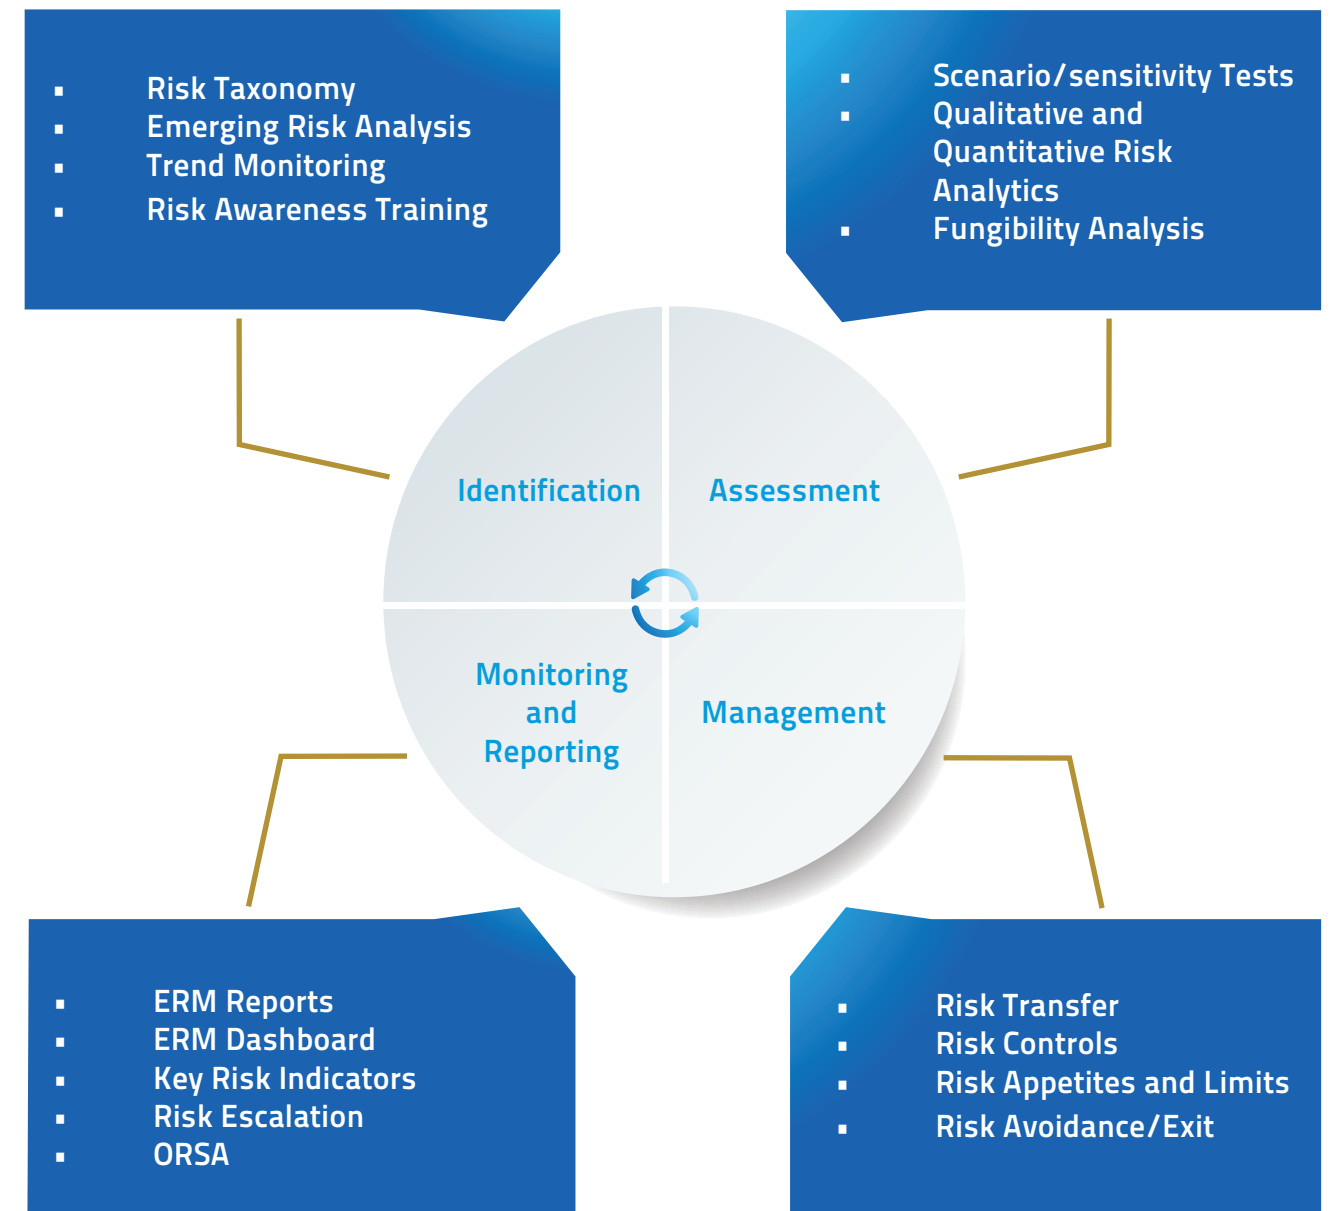 ▪ Risk Taxonomy
▪ Emerging Risk Analysis
▪ Trend Monitoring
▪ Risk Awareness Training
▪ Scenario/sensitivity Tests
▪ Qualitative and
Quantitative Risk
Analytics
▪ Fungibility Analysis
Identification
Assessment
Monitoring
and
Reporting
Management
▪ ERM Reports
▪ ERM Dashboard
▪ Key Risk Indicators
▪ Risk Escalation
▪ ORSA
▪ Risk Transfer
▪ Risk Controls
▪ Risk Appetites and Limits
▪ Risk Avoidance/Exit